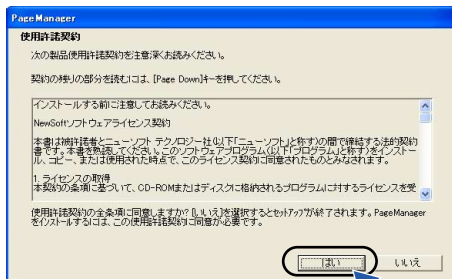 PageManager
使用許諾契約
次の製品使用許諾契約を注意深くお読みください。
契約の残りの部分を読むには、[Page Down]キーを押してください。
インストールする前に注意してお読みください。
NewSoftソフトウェアライセンス契約
本書は被許諾者とニューソフト テクノロジー社(以下「ニューソフト」と称す)の間で締結する法的契約
書です。本書を熟読してください。このソフトウェアプログラム(以下「プログラム」と称す)をインストー
ル、コピー、または使用された時点で、このライセンス契約に同意されたものとみなされます。
1. ライセンスの取得
本契約の条項に基づいて、CD-ROMまたはディスクに格納されるプログラムに対するライセンスを受
使用許諾契約の全条項に同意しますか? [いいえ]を選択するとセットアップが終了されます。PageManager
をインストールするには、この使用許諾契約に同意が必要です。
はい
いいえ